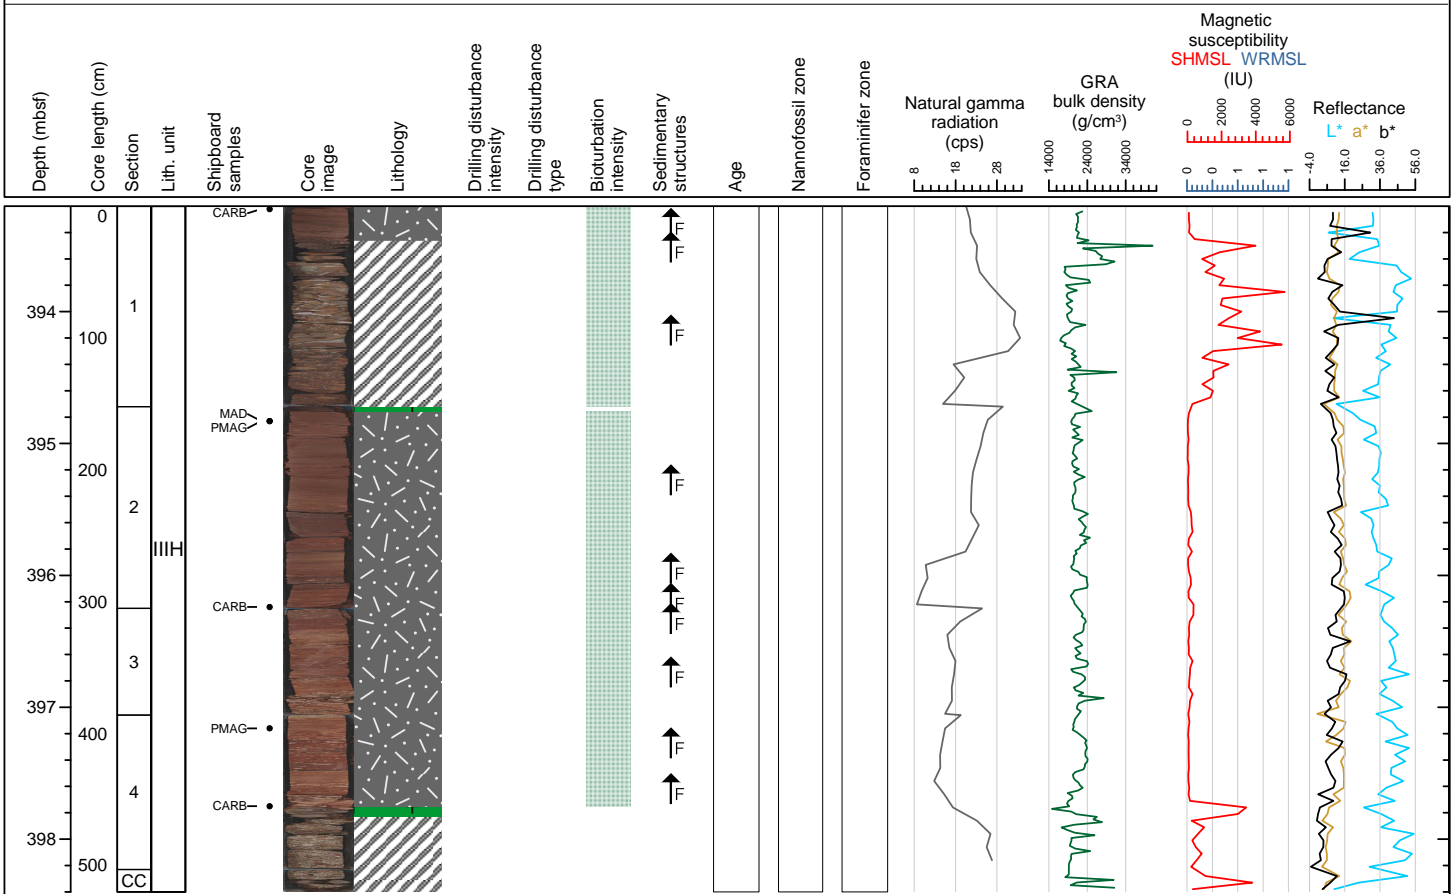 Depth (mbsf)
Core length (cm)
Section
Lith. unit
Shipboard
samples
Core
image
Lithology
Drilling disturbance
intensity
Drilling disturbance
type
Bioturbation
intensity
Sedimentary
structures
Age
Nannofossil zone
Foraminifer zone
Natural gamma
radiation
(cps)
8 18 28
GRA
bulk density
(g/cm³)
14000 24000 34000
Magnetic
susceptibility
SHMSL WRMSL
(IU)
0 2000 4000 6000
0 0 1 1 1
Reflectance
L* a* b*
-4.0 16.0 36.0 56.0
0
100
200
300
400
500
394
395
396
397
398
1
2
3
4
CC
IIIH
CARB
MAD
PMAG
CARB
PMAG
CARB
F
F
F
F
F
F
F
F
F
F